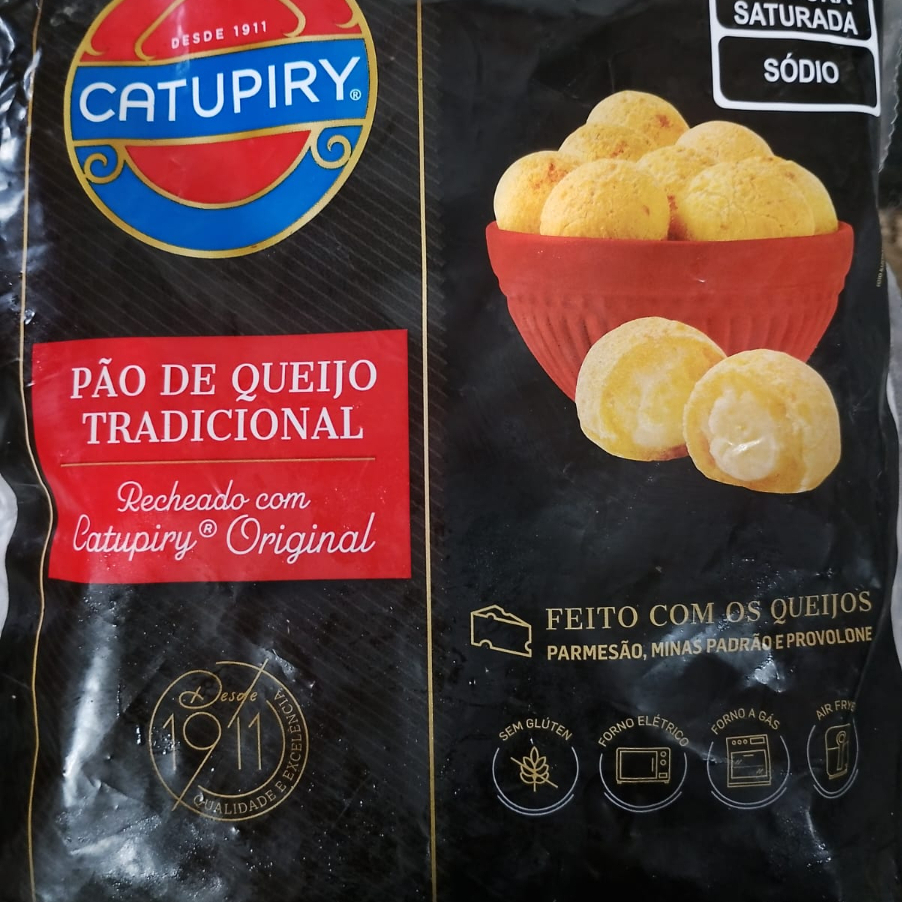 DESDE 1911
CATUPIRY®
SATURADA
SÓDIO
PÃO DE QUEIJO
TRADICIONAL
Recheado com
Catupiry® Original
FEITO COM OS QUEIJOS
PARMESÃO, MINAS PADRÃO E PROVOLONE
Desde
1911
QUALIDADE E EXCELÊNCIA
SEM GLÚTEN
FORNO ELÉTRICO
FORNO A GÁS
AIR